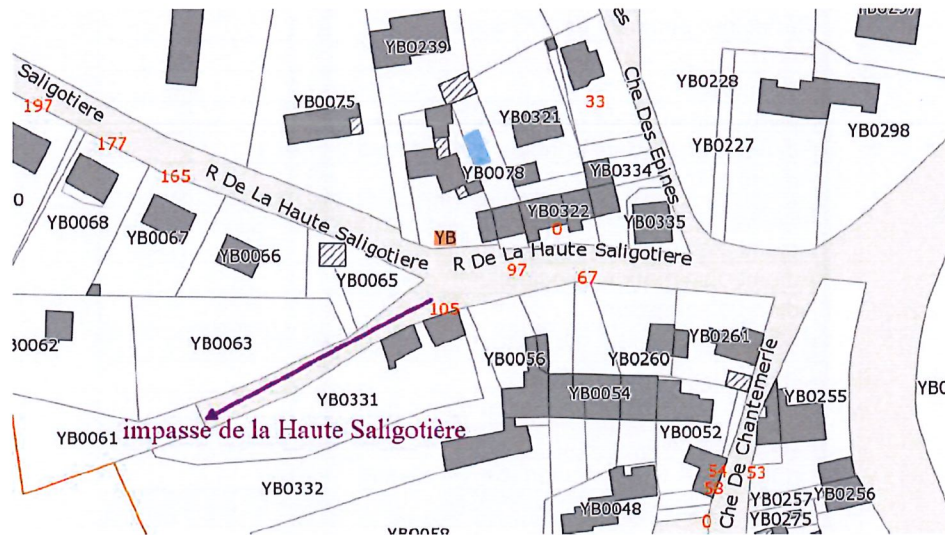 YB0239
YB0075
Saligotiere
197
177
165
R De La Haute Saligotiere
YB0068
YB0067
YB0066
YB0065
0
YB0321
33
YB0078
YB0334
YB0322
0
YB0335
YB
R De La Haute Saligotiere
97
67
Che Des Epines
YB0228
YB0227
YB0298
105
YB0063
YB0331
YB0061
impasse de la Haute Saligotière
YB0332
YB0056
YB0054
YB0260
YB0261
YB0052
YB0048
Che De Chantemerle
YB0255
54
53
53
0
YB0257
YB0256
YB0275